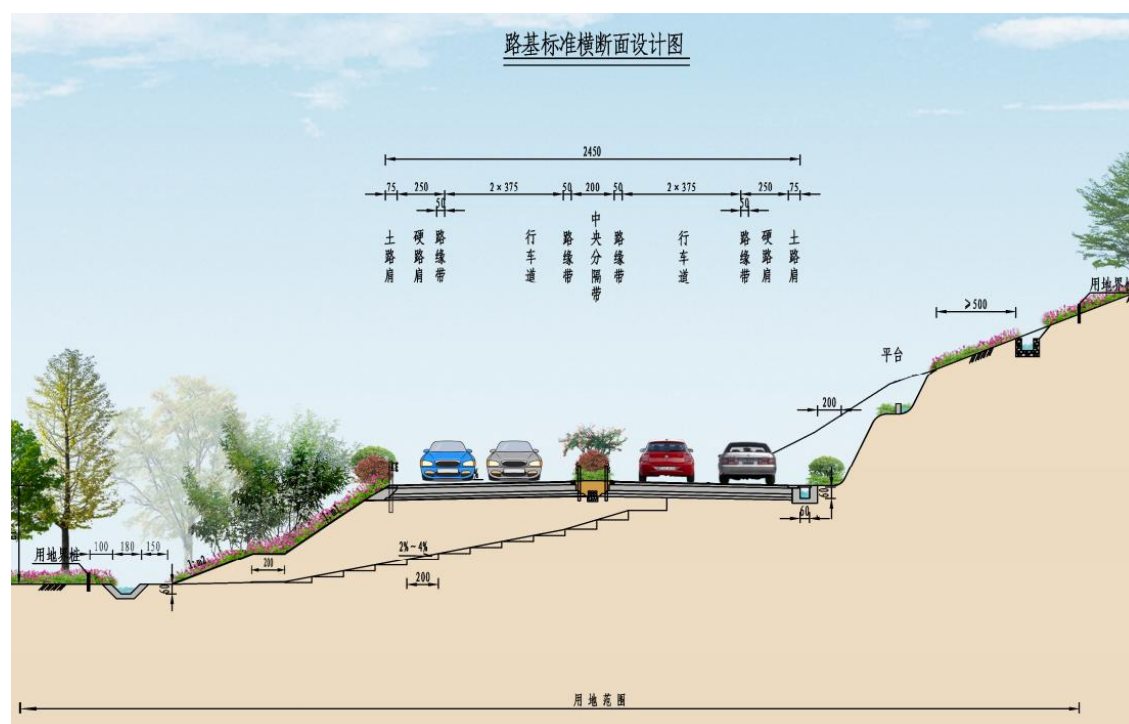 路基标准横断面设计图
2450
75 250 2×375 50 200 50 2×375 250 75
50 50
土路肩
硬路肩
路缘带
行车道
路缘带
中央分隔带
路缘带
行车道
路缘带
硬路肩
土路肩
用地界
≥500
平台
200
60
60
用地界桩
100 180 150
1:m2
60
200
2%~4%
200
用地范围